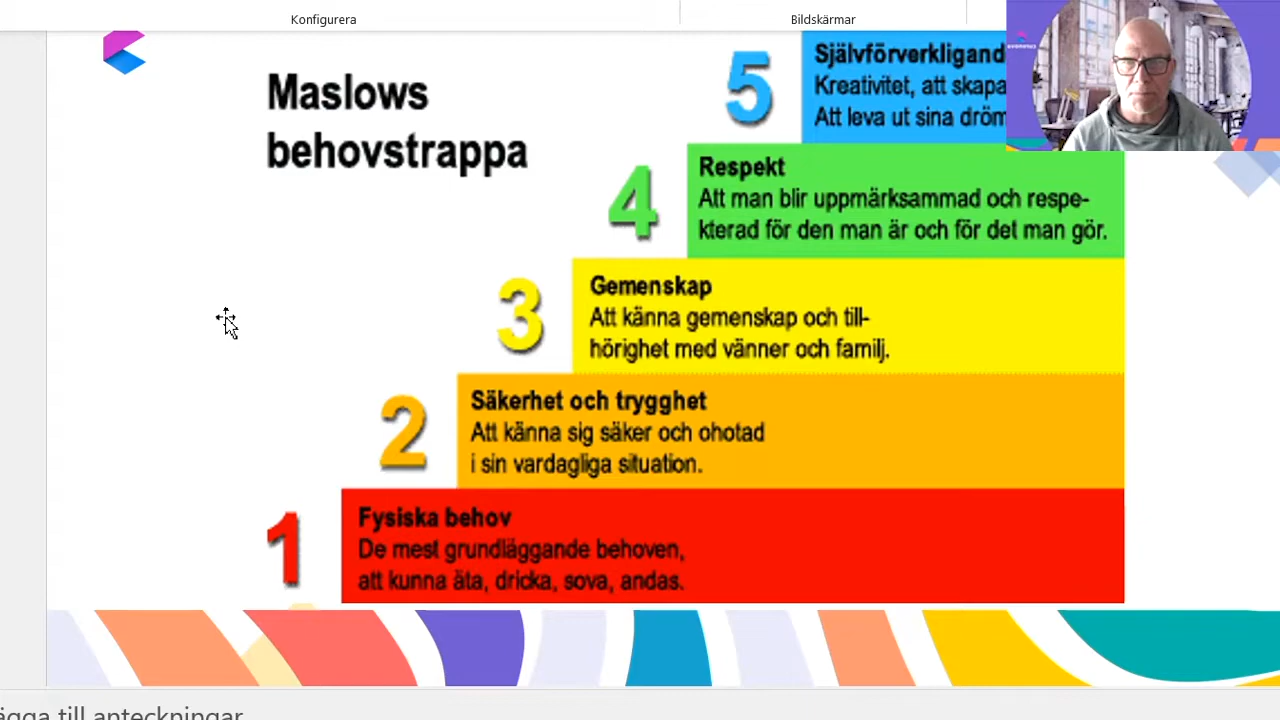 Konfigurera
Bildskärmar
Maslows
behovstrappa
5
Kreativitet, att skapa
Att leva ut sina
4
Respekt
Att man blir uppmärksammad och respe-
kterad för den man är och för det man gör.
3
Gemenskap
Att känna gemenskap och till-
hörighet med vänner och familj.
2
Säkerhet och trygghet
Att känna sig säker och ohotad
i sin vardagliga situation.
1
Fysiska behov
De mest grundläggande behoven,
att kunna äta, dricka, sova, andas.
till anteckningar